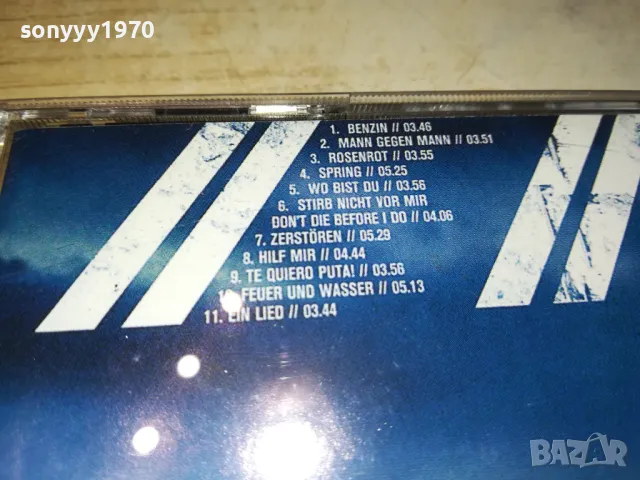 sonyyy1970
1. BENZIN // 03.46
2. MANN GEGEN MANN // 03.51
3. ROSENROT // 03.55
4. SPRING // 05.25
5. WO BIST DU // 03.56
6. STIRB NICHT VOR MIR
DON'T DIE BEFORE I DO // 04.06
7. ZERSTÖREN // 05.29
8. HILF MIR // 04.44
9. TE QUIERO PUTA! // 03.56
10. FEUER UND WASSER // 05.13
11. EIN LIED // 03.44
BAZAR